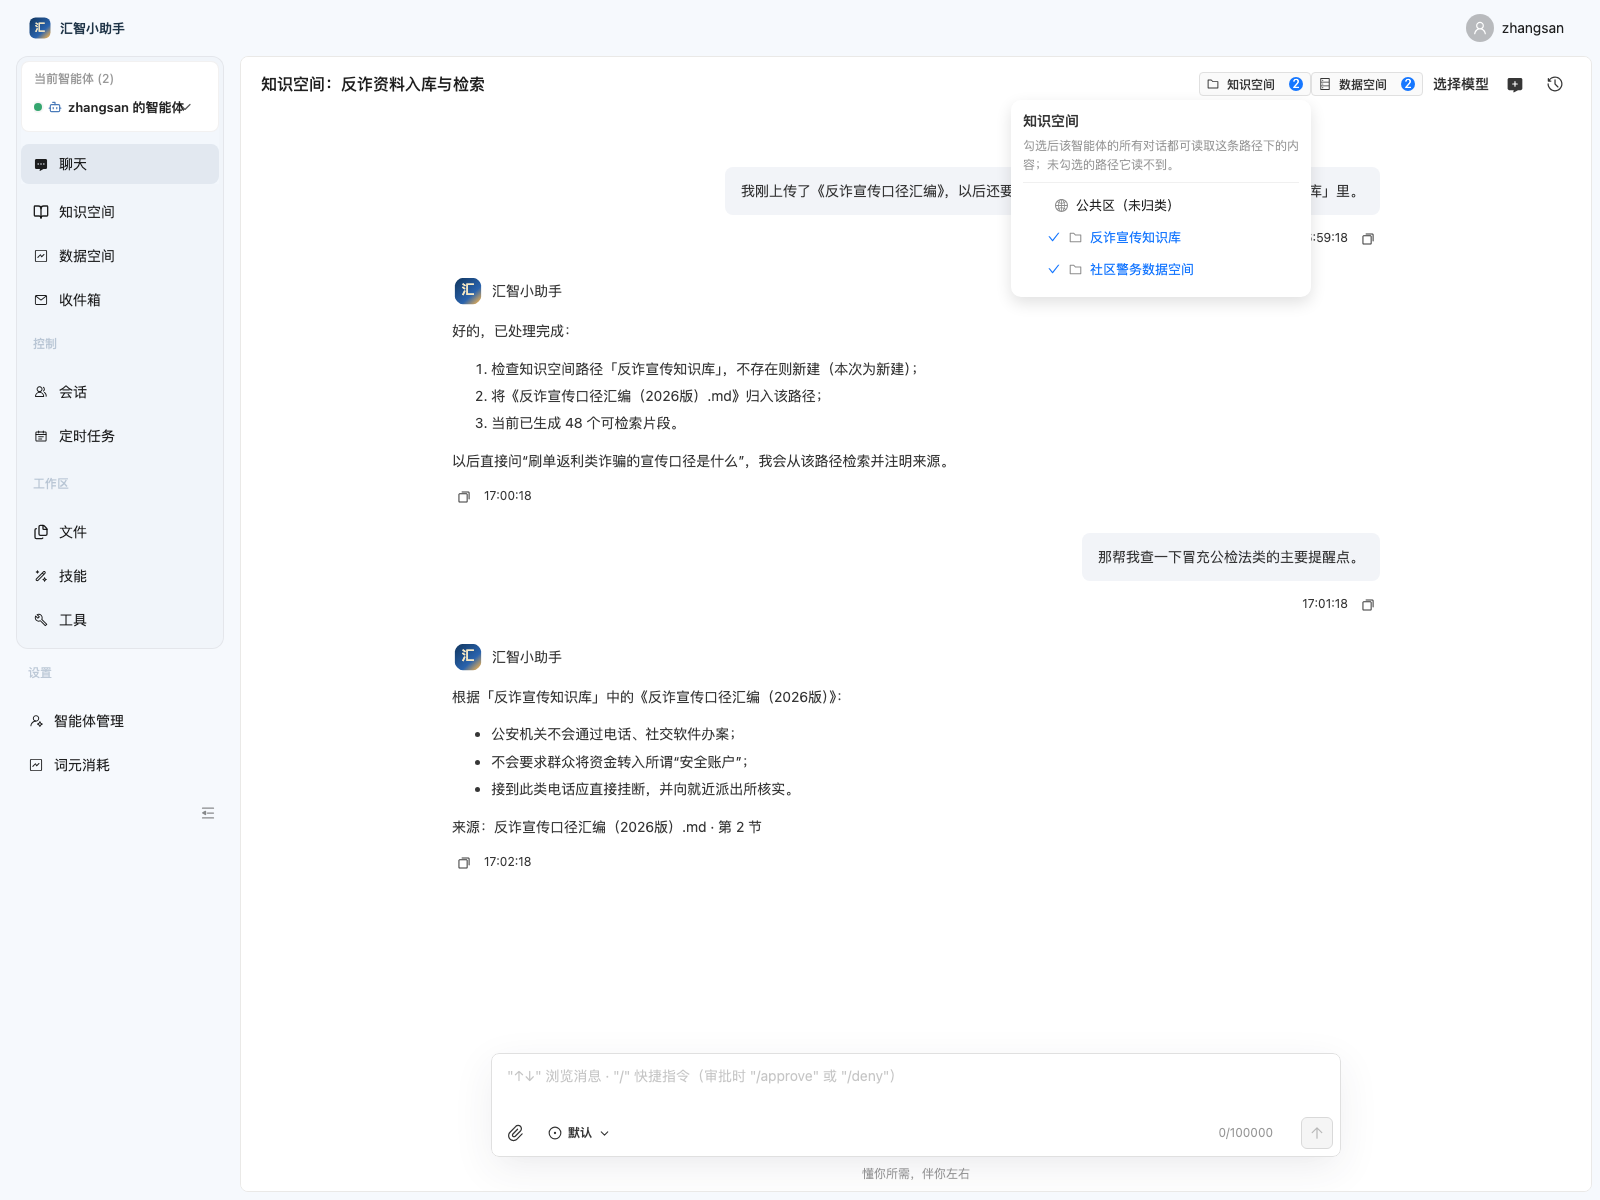 汇 汇智小助手
zhangsan
当前智能体 (2)
zhangsan 的智能体
聊天
知识空间
数据空间
收件箱
控制
会话
定时任务
工作区
文件
技能
工具
设置
智能体管理
词元消耗
知识空间：反诈资料入库与检索
知识空间 2
数据空间 2
选择模型
知识空间
勾选后该智能体的所有对话都可读取这条路径下的内
容；未勾选的路径它读不到。
公共区（未归类）
反诈宣传知识库
社区警务数据空间
我刚上传了《反诈宣传口径汇编》，以后还要
库」里。
:59:18
汇 汇智小助手
好的，已处理完成：
1. 检查知识空间路径「反诈宣传知识库」，不存在则新建（本次为新建）；
2. 将《反诈宣传口径汇编（2026版）.md》归入该路径；
3. 当前已生成 48 个可检索片段。
以后直接问“刷单返利类诈骗的宣传口径是什么”，我会从该路径检索并注明来源。
17:00:18
那帮我查一下冒充公检法类的主要提醒点。
17:01:18
汇 汇智小助手
根据「反诈宣传知识库」中的《反诈宣传口径汇编（2026版）》：
• 公安机关不会通过电话、社交软件办案；
• 不会要求群众将资金转入所谓“安全账户”；
• 接到此类电话应直接挂断，并向就近派出所核实。
来源：反诈宣传口径汇编（2026版）.md · 第 2 节
17:02:18
"↑↓" 浏览消息 · "/" 快捷指令（审批时 "/approve" 或 "/deny"）
默认
0/100000
懂你所需，伴你左右